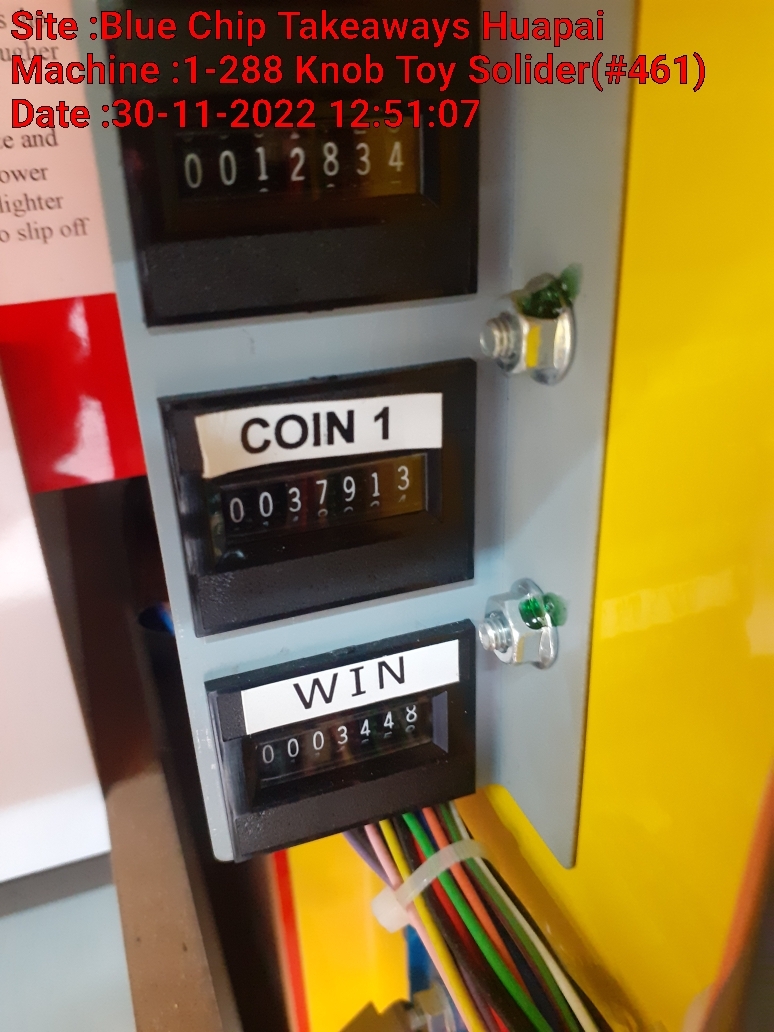 Site :Blue Chip Takeaways Huapai
Machine :1-288 Knob Toy Solider(#461)
Date :30-11-2022 12:51:07
e and
ower
lighter
o slip off
0012834
COIN 1
0037913
WIN
0003448